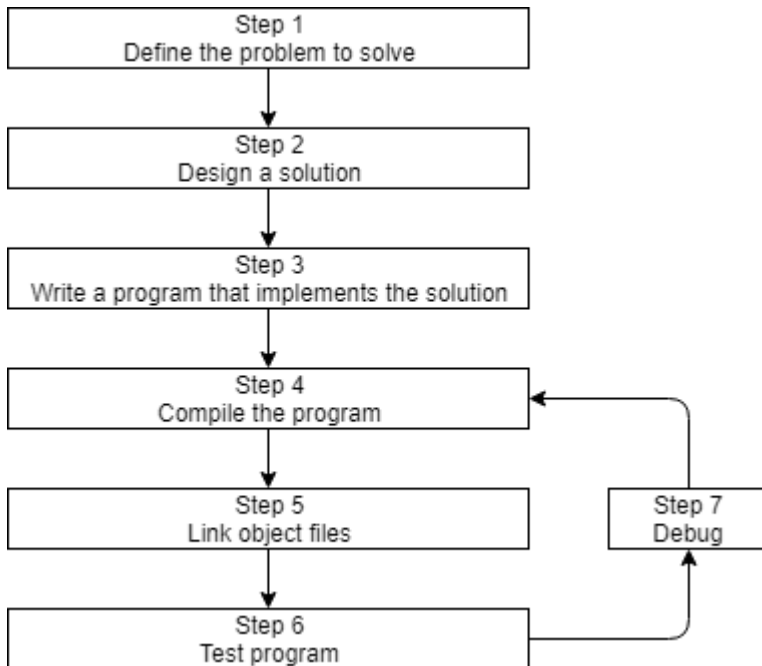 Step 1
Define the problem to solve
Step 2
Design a solution
Step 3
Write a program that implements the solution
Step 4
Compile the program
Step 5
Link object files
Step 7
Debug
Step 6
Test program